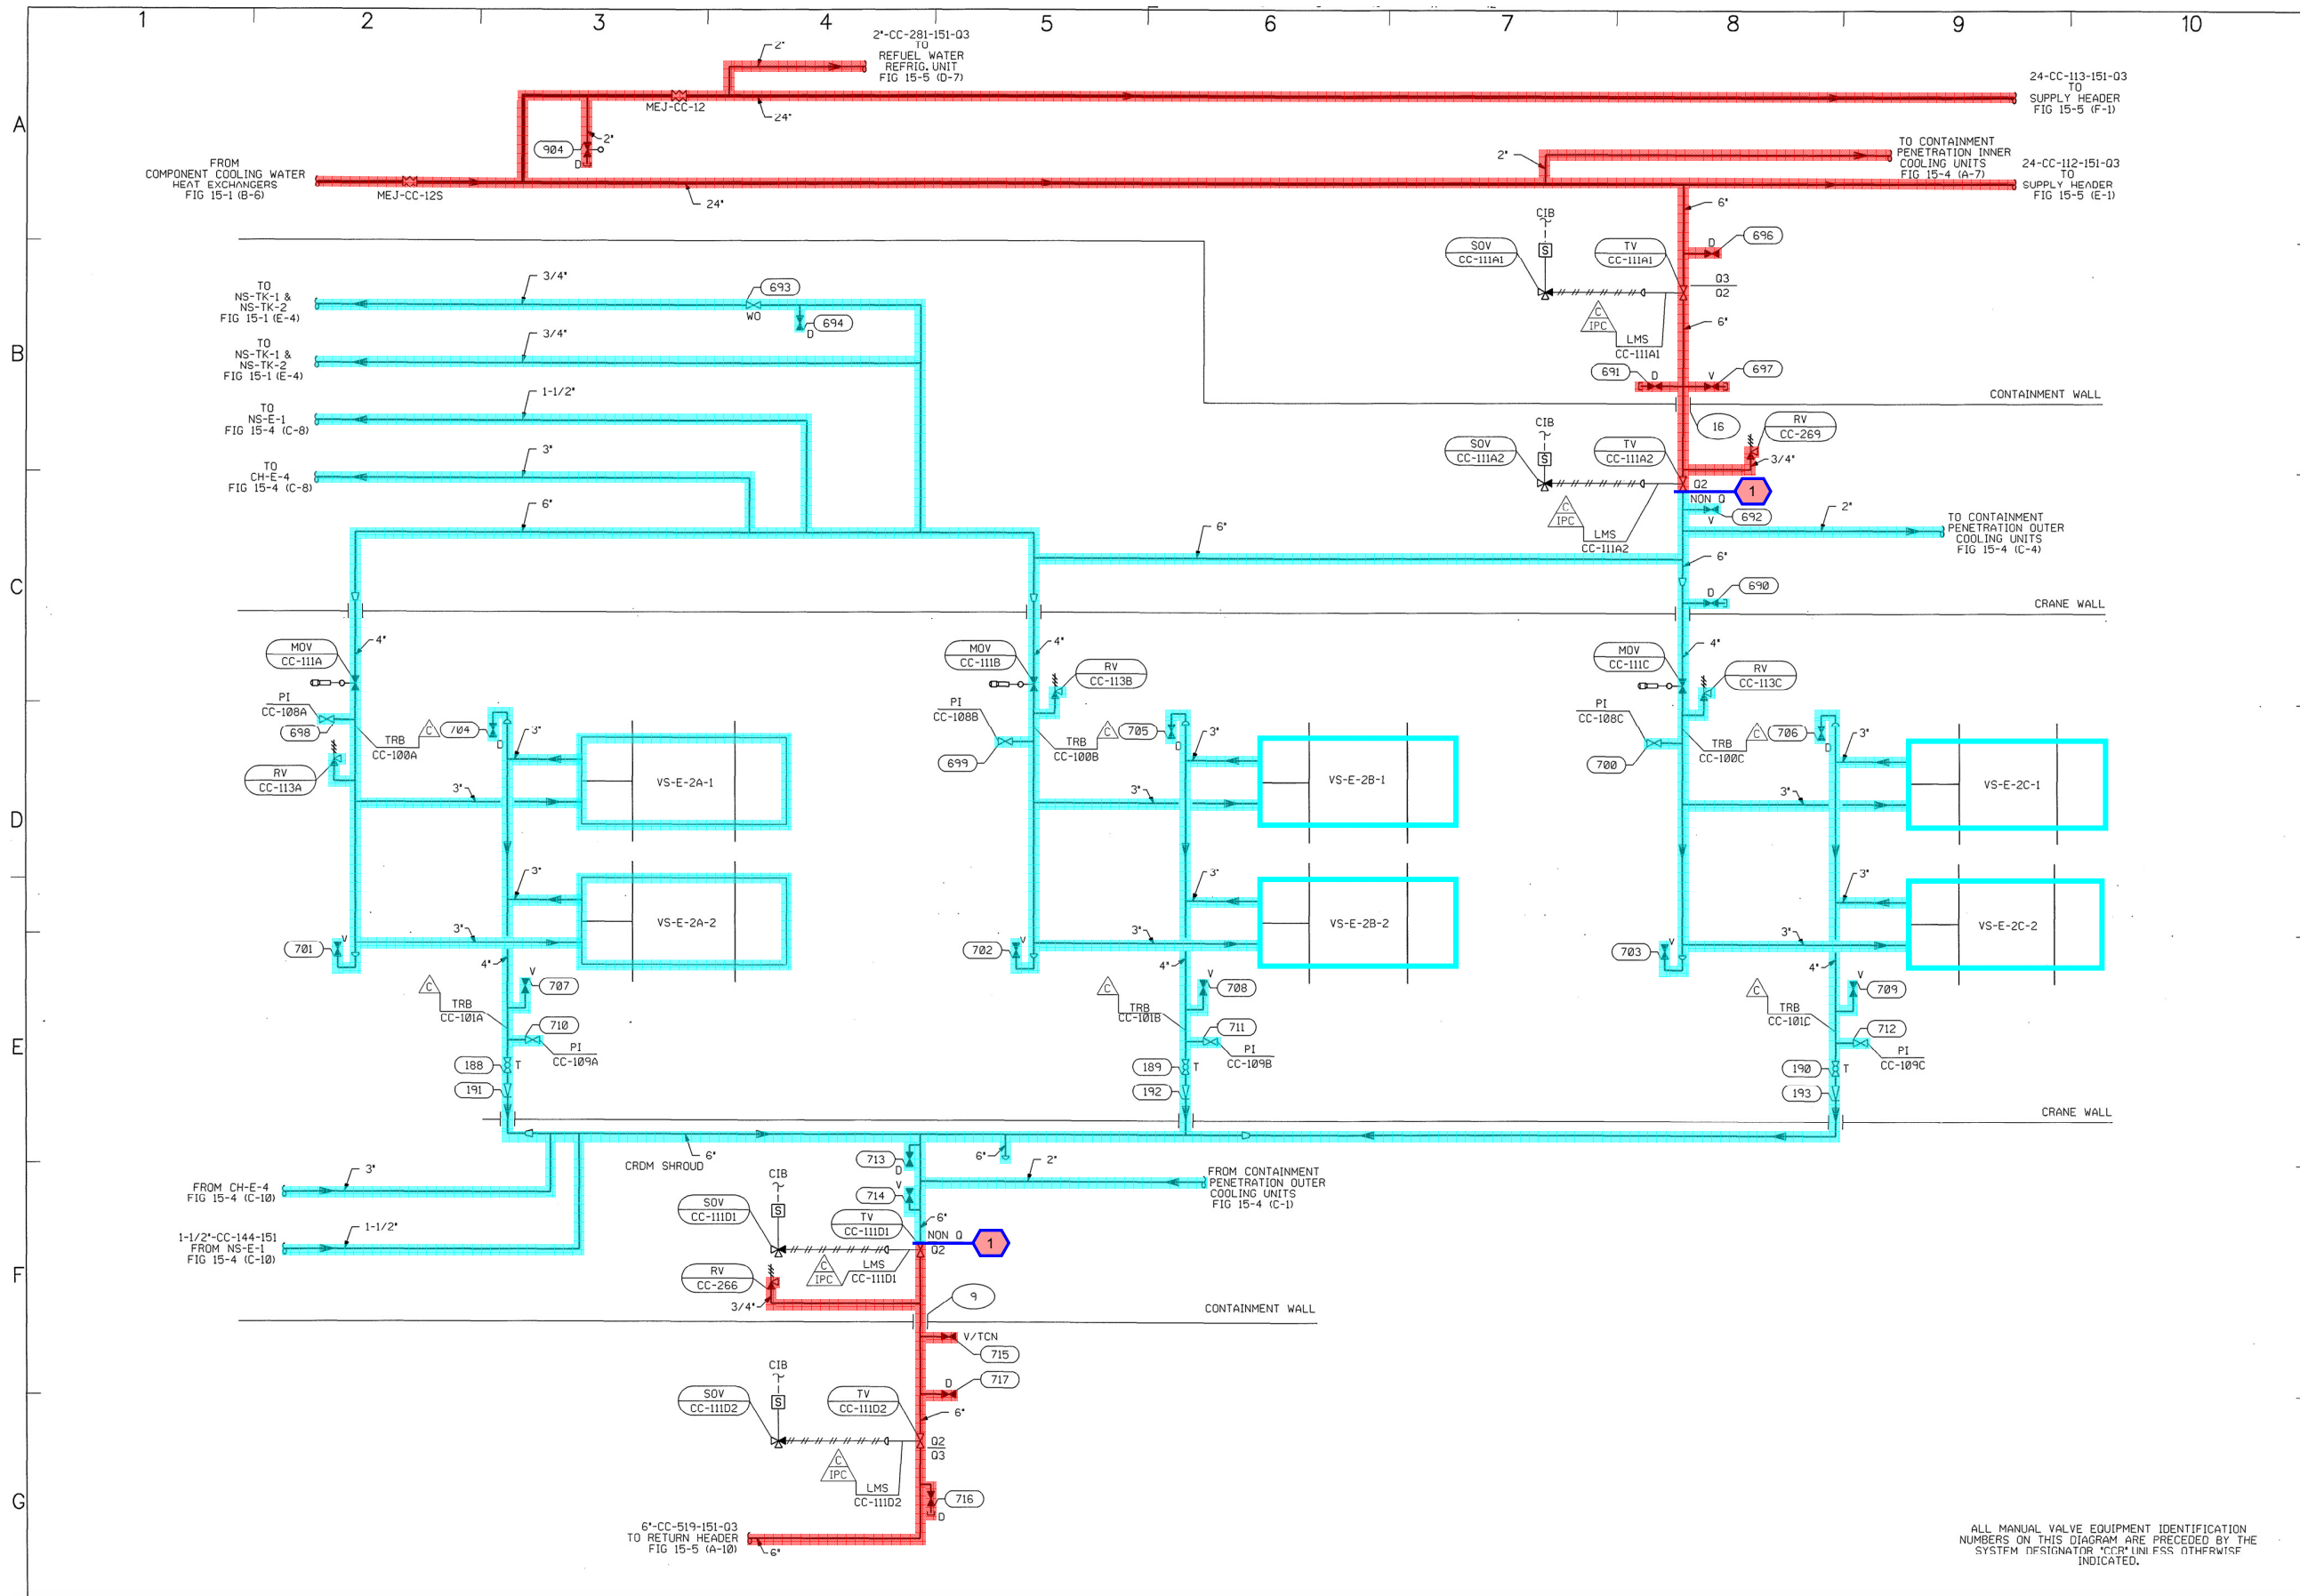 1 2 3 4 5 6 7 8 9 10
2"-CC-281-151-Q3
TO
REFUEL WATER
REFRIG. UNIT
FIG 15-5 (D-7)
2"
24-CC-113-151-Q3
TO
SUPPLY HEADER
FIG 15-5 (F-1)
A
MEJ-CC-12
24"
2"
904
D
FROM
COMPONENT COOLING WATER
HEAT EXCHANGERS
FIG 15-1 (B-6)
MEJ-CC-12S
24"
2"
TO CONTAINMENT
PENETRATION INNER
COOLING UNITS
FIG 15-4 (A-7)
24-CC-112-151-Q3
TO
SUPPLY HEADER
FIG 15-5 (E-1)
6"
CIB
S
SOV
CC-111A1
TV
CC-111A1
D
696
Q3
Q2
6"
C
IPC
LMS
CC-111A1
691
D
V
697
CONTAINMENT WALL
B
TO
NS-TK-1 &
NS-TK-2
FIG 15-1 (E-4)
3/4"
693
WO
694
D
TO
NS-TK-1 &
NS-TK-2
FIG 15-1 (E-4)
3/4"
TO
NS-E-1
FIG 15-4 (C-8)
1-1/2"
TO
CH-E-4
FIG 15-4 (C-8)
3"
6"
16
RV
CC-269
3/4"
CIB
S
SOV
CC-111A2
TV
CC-111A2
Q2
NON Q
1
692
V
C
IPC
LMS
CC-111A2
2"
TO CONTAINMENT
PENETRATION OUTER
COOLING UNITS
FIG 15-4 (C-4)
6"
6"
C
D
690
CRANE WALL
MOV
CC-111A
4"
PI
CC-108A
698
TRB
CC-100A
C
704
D
RV
CC-113A
3"
3"
VS-E-2A-1
3"
3"
VS-E-2A-2
701
V
MOV
CC-111B
4"
RV
CC-113B
PI
CC-108B
699
TRB
CC-100B
C
705
D
3"
3"
VS-E-2B-1
3"
3"
VS-E-2B-2
702
V
MOV
CC-111C
4"
RV
CC-113C
PI
CC-108C
700
TRB
CC-100C
C
706
D
3"
3"
VS-E-2C-1
3"
3"
VS-E-2C-2
703
V
D
4"
C
TRB
CC-101A
V
707
710
PI
CC-109A
188
T
191
4"
C
TRB
CC-101B
V
708
711
PI
CC-109B
189
T
192
4"
C
TRB
CC-101C
V
709
712
PI
CC-109C
190
T
193
E
CRANE WALL
6"
CRDM SHROUD
713
D
6"
2"
FROM CONTAINMENT
PENETRATION OUTER
COOLING UNITS
FIG 15-4 (C-1)
V
714
FROM CH-E-4
FIG 15-4 (C-10)
3"
1-1/2"-CC-144-151
FROM NS-E-1
FIG 15-4 (C-10)
1-1/2"
CIB
S
SOV
CC-111D1
TV
CC-111D1
6"
NON Q
Q2
1
C
IPC
LMS
CC-111D1
F
RV
CC-266
3/4"
9
CONTAINMENT WALL
V/TCN
715
D
717
CIB
S
SOV
CC-111D2
TV
CC-111D2
6"
Q2
Q3
C
IPC
LMS
CC-111D2
716
D
G
6"-CC-519-151-Q3
TO RETURN HEADER
FIG 15-5 (A-10)
6"
ALL MANUAL VALVE EQUIPMENT IDENTIFICATION
NUMBERS ON THIS DIAGRAM ARE PRECEDED BY THE
SYSTEM DESIGNATOR "CCR" UNLESS OTHERWISE
INDICATED.